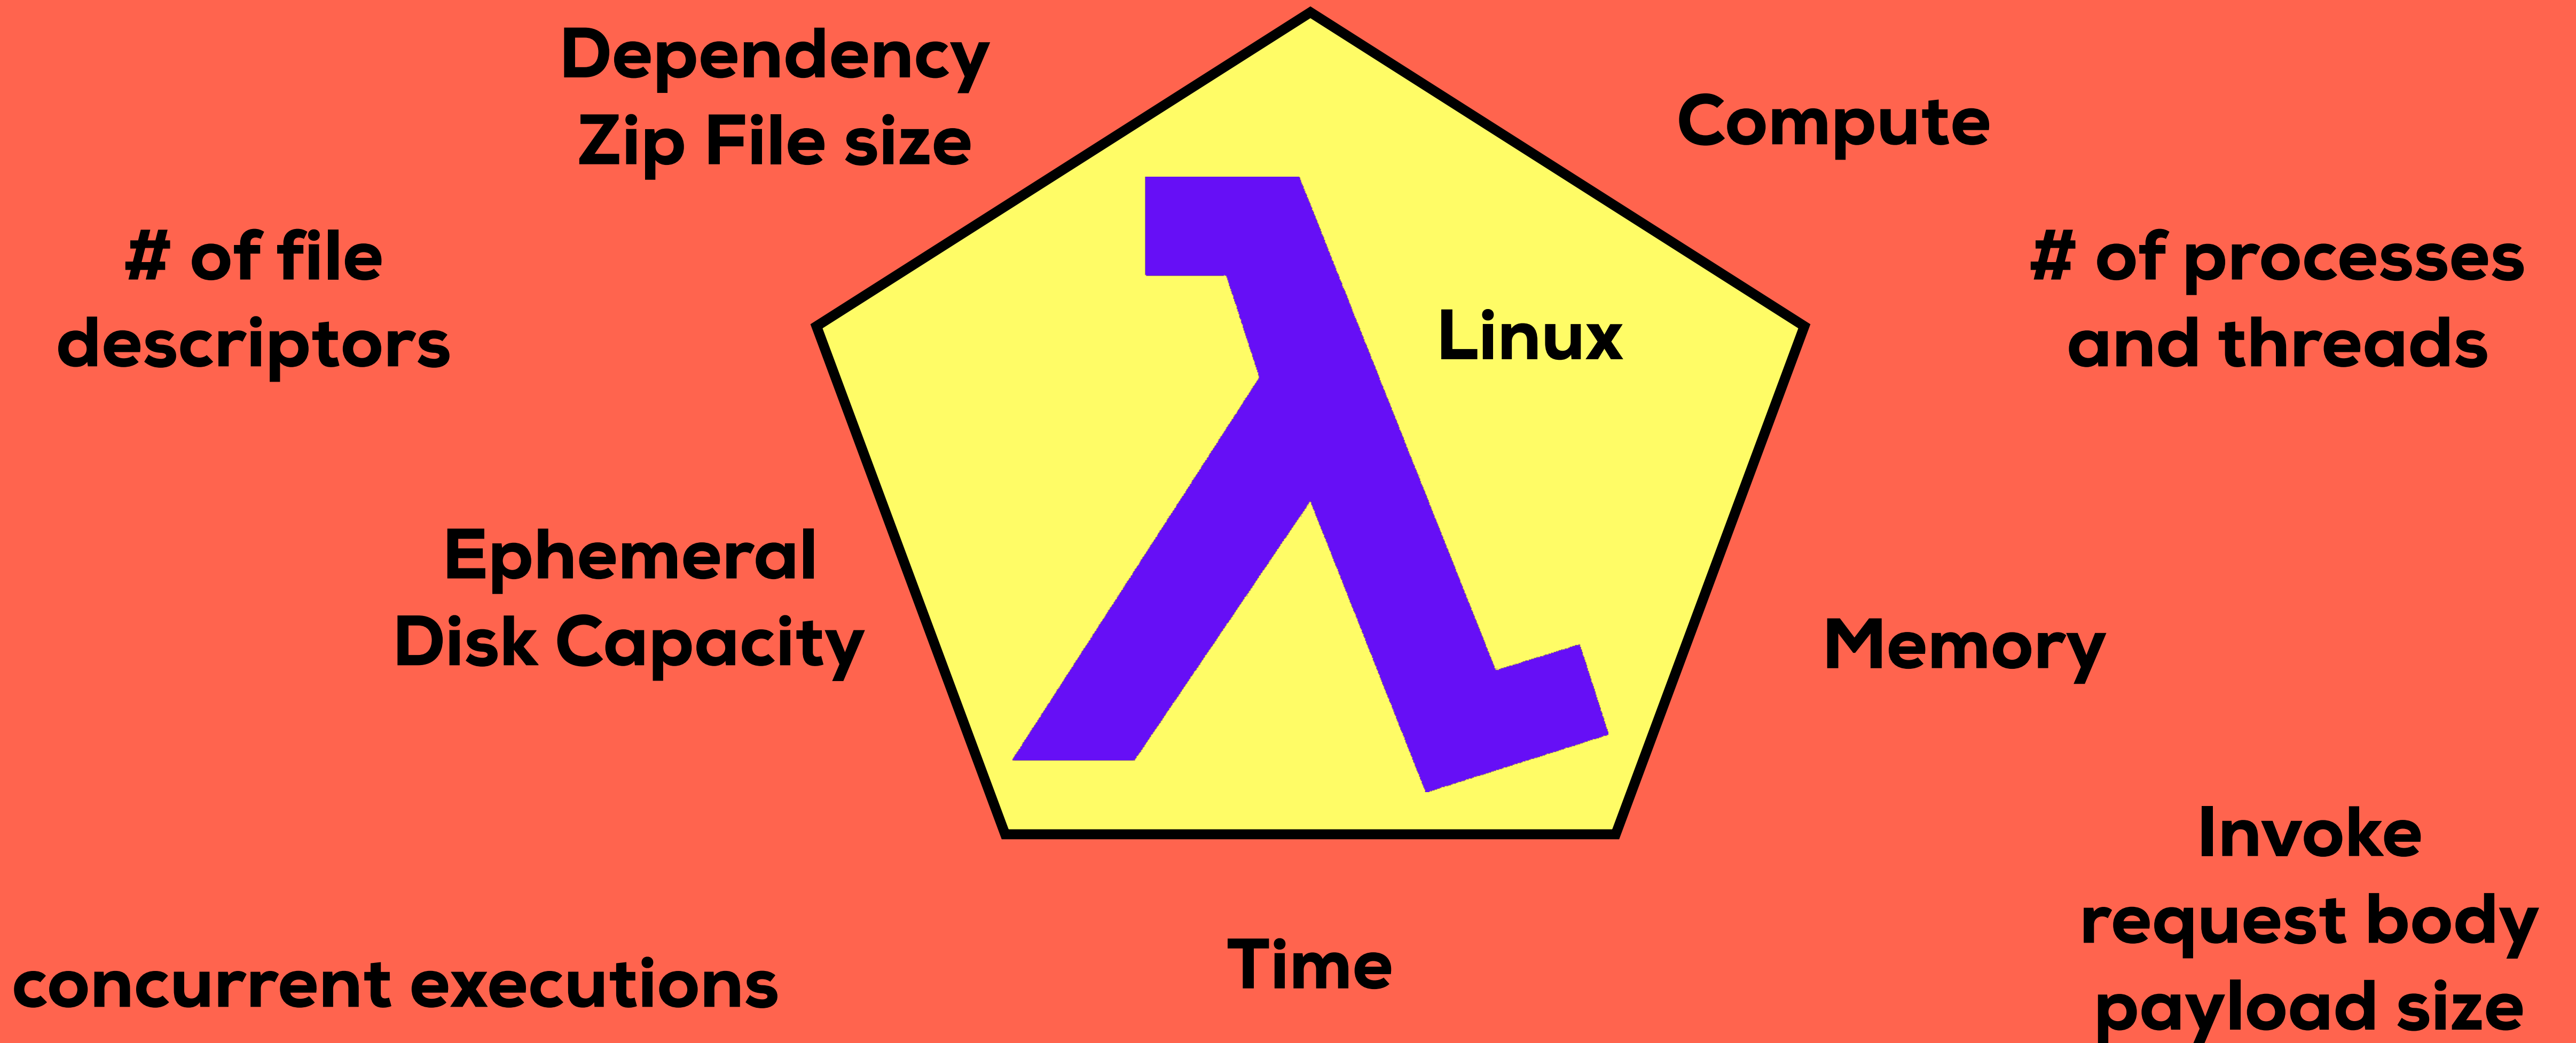 Dependency
Zip File size
Compute
# of file
descriptors
# of processes
and threads
Linux
Ephemeral
Disk Capacity
Memory
Invoke
request body
payload size
Time
concurrent executions